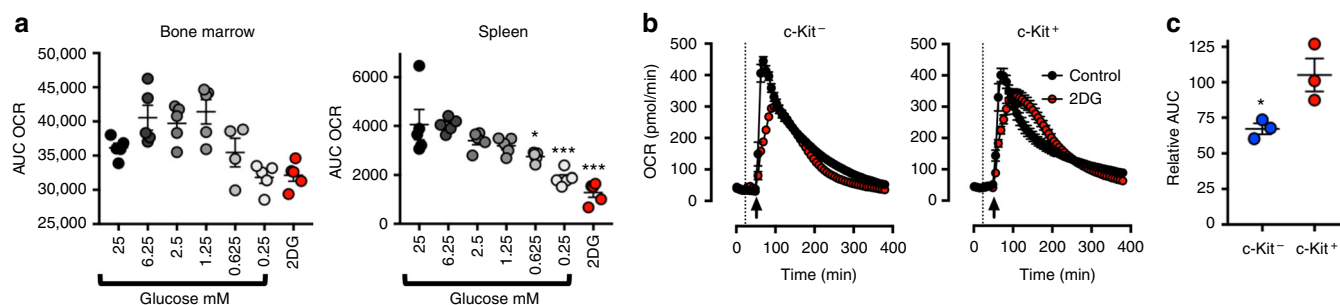 a
Bone marrow
AUC OCR
50,000
45,000
40,000
35,000
30,000
25,000
25
6.25
2.5
1.25
0.625
0.25
2DG
Glucose mM
Spleen
AUC OCR
6000
4000
2000
0
*
***
***
25
6.25
2.5
1.25
0.625
0.25
2DG
Glucose mM
b
c-Kit⁻
OCR (pmol/min)
500
400
300
200
100
0
0
100
200
300
400
Time (min)
c-Kit⁺
500
400
300
200
100
0
Control
2DG
0
100
200
300
400
Time (min)
c
Relative AUC
125
100
75
50
25
0
*
c-Kit⁻
c-Kit⁺